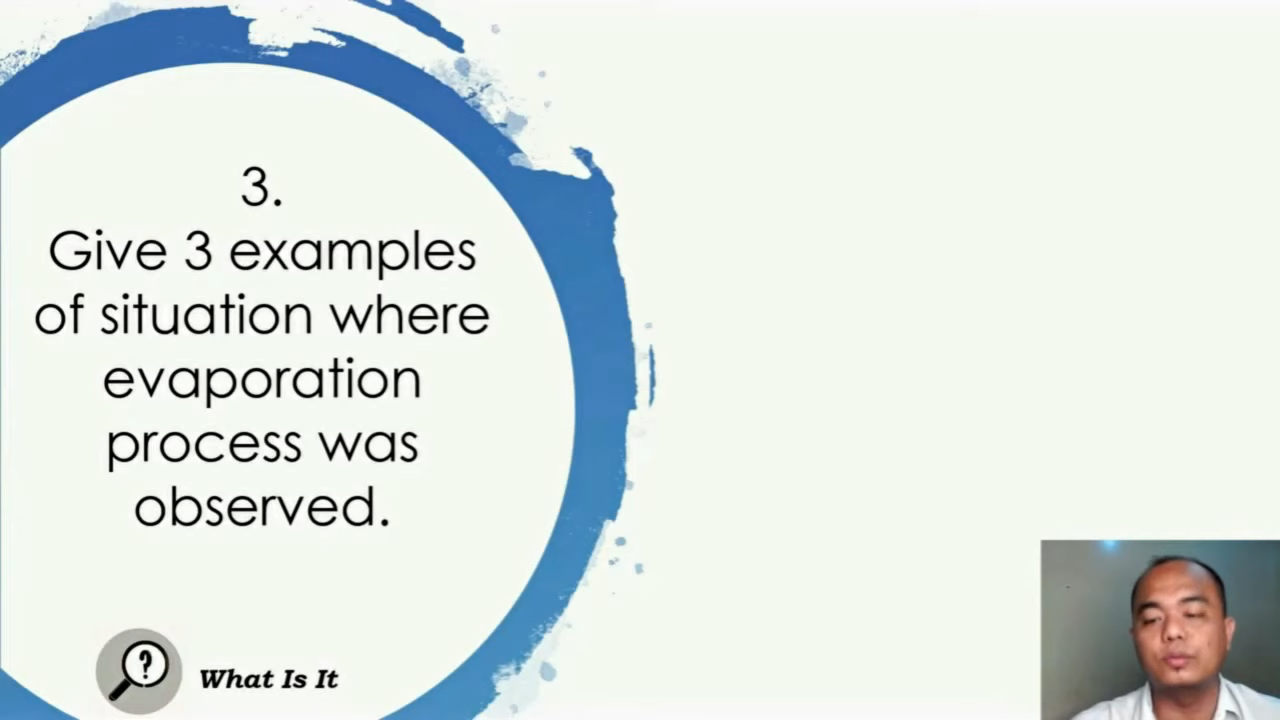 3.
Give 3 examples
of situation where
evaporation
process was
observed.
?
What Is It